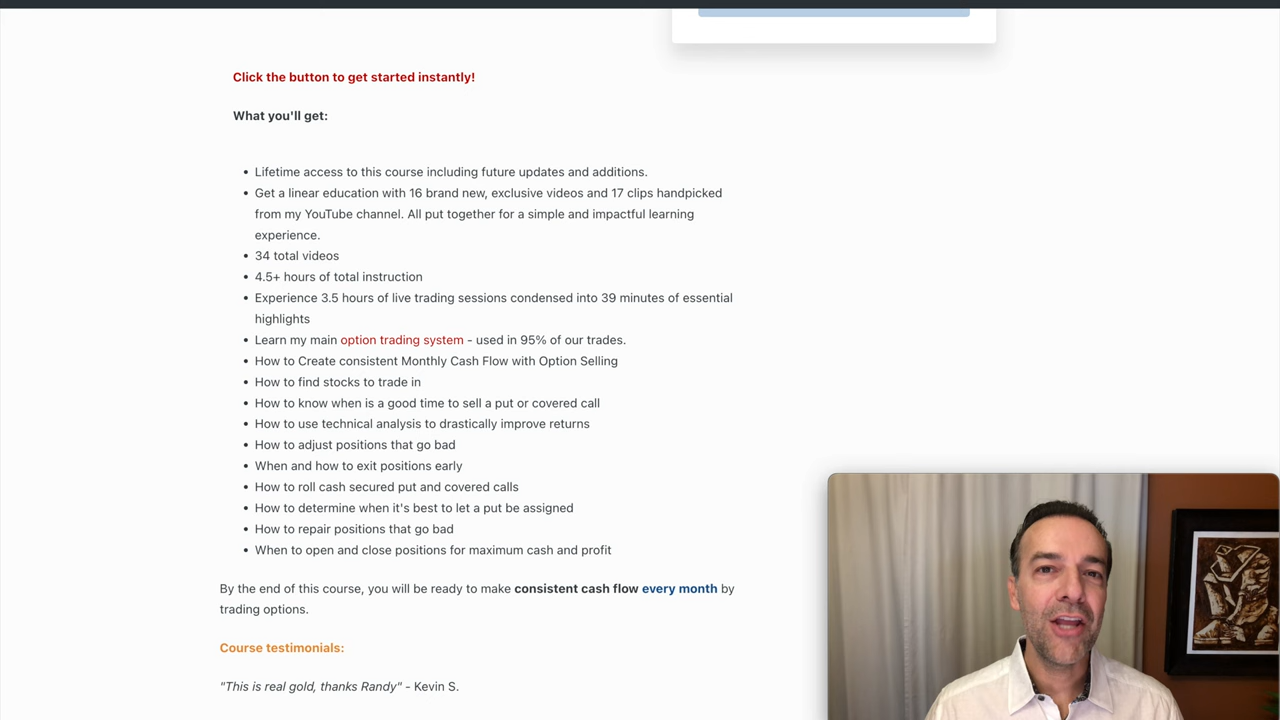 Click the button to get started instantly!
What you'll get:
• Lifetime access to this course including future updates and additions.
• Get a linear education with 16 brand new, exclusive videos and 17 clips handpicked
from my YouTube channel. All put together for a simple and impactful learning
experience.
• 34 total videos
• 4.5+ hours of total instruction
• Experience 3.5 hours of live trading sessions condensed into 39 minutes of essential
highlights
• Learn my main option trading system - used in 95% of our trades.
• How to Create consistent Monthly Cash Flow with Option Selling
• How to find stocks to trade in
• How to know when is a good time to sell a put or covered call
• How to use technical analysis to drastically improve returns
• How to adjust positions that go bad
• When and how to exit positions early
• How to roll cash secured put and covered calls
• How to determine when it's best to let a put be assigned
• How to repair positions that go bad
• When to open and close positions for maximum cash and profit
By the end of this course, you will be ready to make consistent cash flow every month by
trading options.
Course testimonials:
"This is real gold, thanks Randy" - Kevin S.